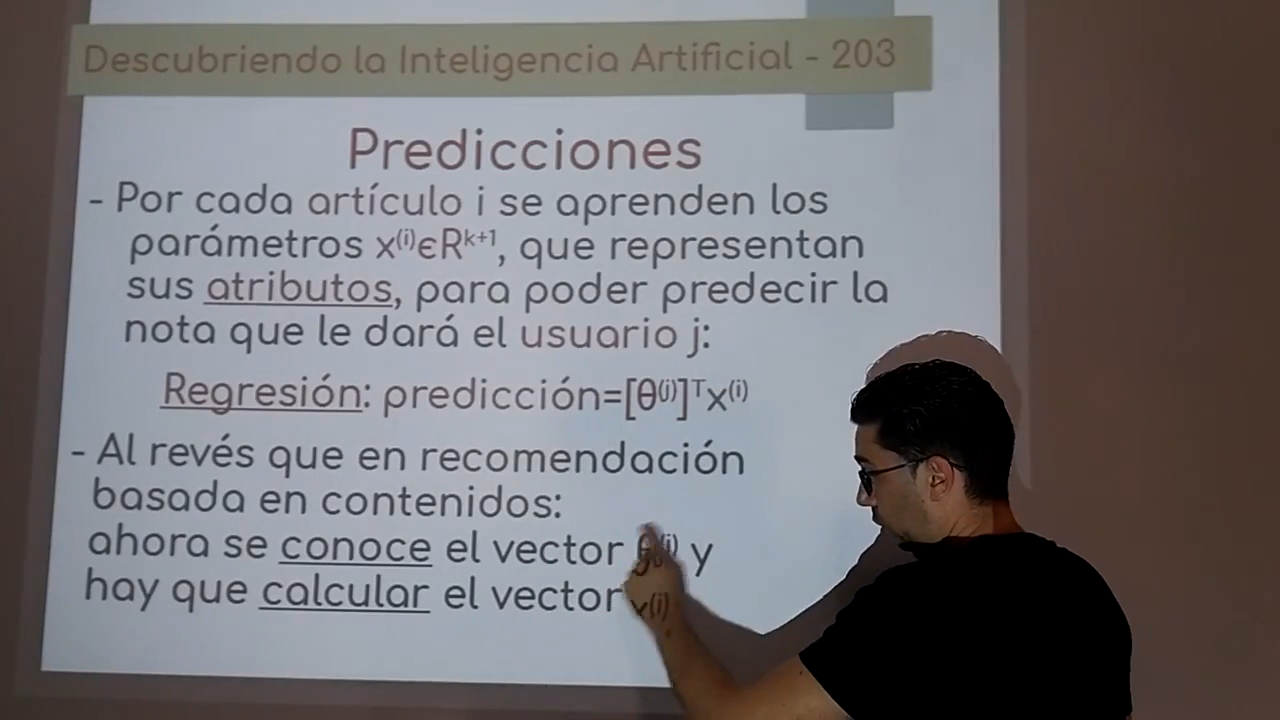 Descubriendo la Inteligencia Artificial - 203
Predicciones
- Por cada artículo i se aprenden los
parámetros x⁽ⁱ⁾ϵRᵏ⁺¹, que representan
sus atributos, para poder predecir la
nota que le dará el usuario j:
Regresión: predicción=[θ⁽ʲ⁾]ᵀx⁽ⁱ⁾
- Al revés que en recomendación
basada en contenidos:
ahora se conoce el vector θ⁽ʲ⁾ y
hay que calcular el vector x⁽ⁱ⁾